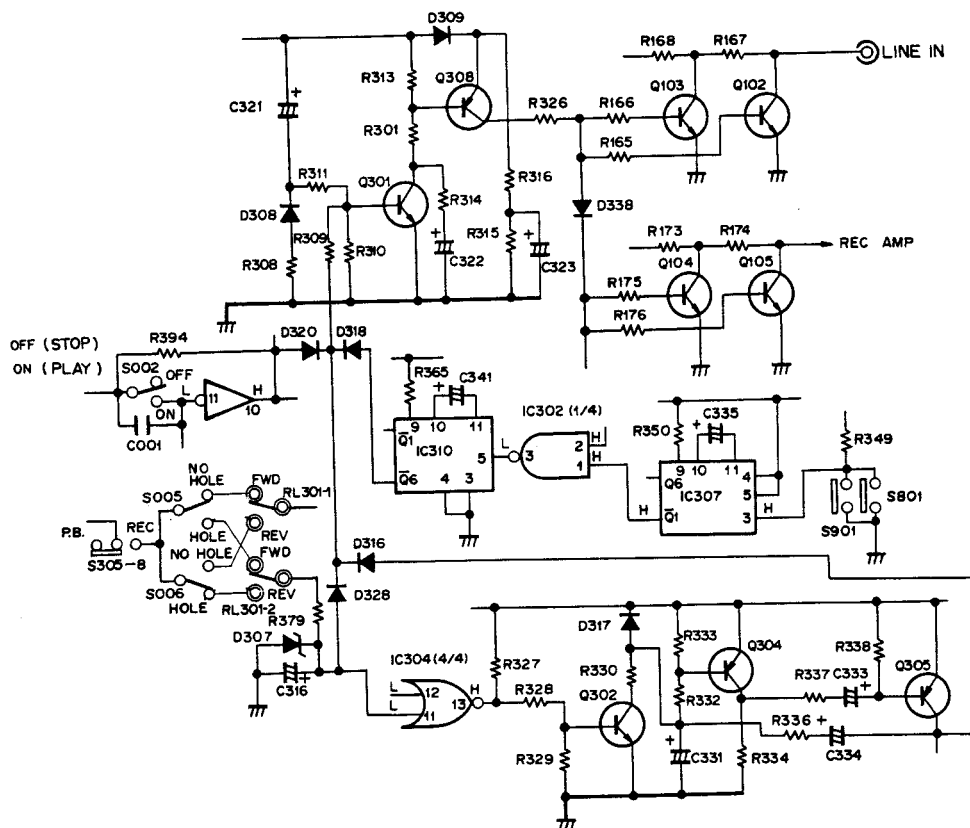 D309
R168
R167
LINE IN
R313
Q308
Q103
Q102
+
C321
R326
R166
R301
R165
R311
Q301
R316
R314
D308
D338
R309
+
R315
+
R173
R174
REC AMP
R308
R310
C322
C323
Q104
Q105
R175
R176
OFF (STOP)
R394
D320
D318
ON (PLAY)
S002
OFF
R365
C341
+
IC302 (1/4)
C335
+
L
H
11
10
ON
C001
R350
R349
9
10
11
Q̅1
IC310
5
L
3
2
H
1
H
9
10
11
4
Q̅6
4
3
Q6
IC307
5
S801
H
Q̅1
3
H
S901
NO HOLE
FWD
S005
RL301-1
P.B.
REC
HOLE
REV
NO HOLE
FWD
D316
S305-8
S006
REV
D328
HOLE
RL301-2
R379
D317
R333
D307
Q304
R338
IC304(4/4)
R327
R330
C333
Q305
C316
+
L
12
H
13
R328
Q302
R332
R337
+
L
11
R336
+
R329
+
C331
R334
C334